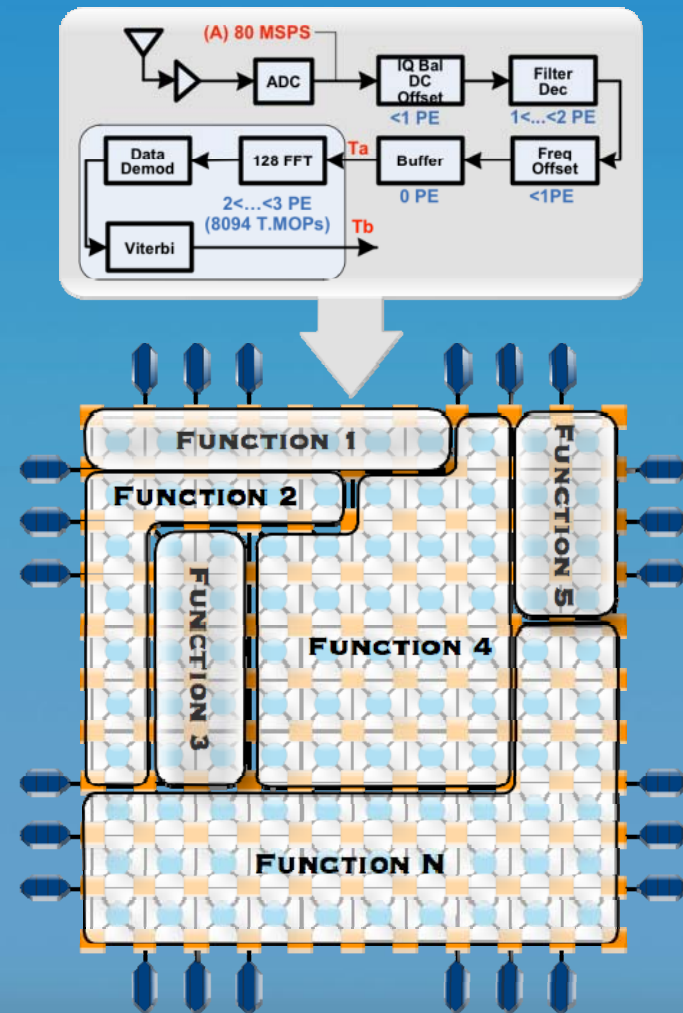 (A) 80 MSPS
ADC
IQ Bal
DC
Offset
<1 PE
Filter
Dec
1<...<2 PE
Data
Demod
128 FFT
2<...<3 PE
(8094 T.MOPs)
Ta
Buffer
0 PE
Freq
Offset
<1PE
Viterbi
Tb
FUNCTION 1
FUNCTION 2
FUNCTION 3
FUNCTION 4
FUNCTION 5
FUNCTION N